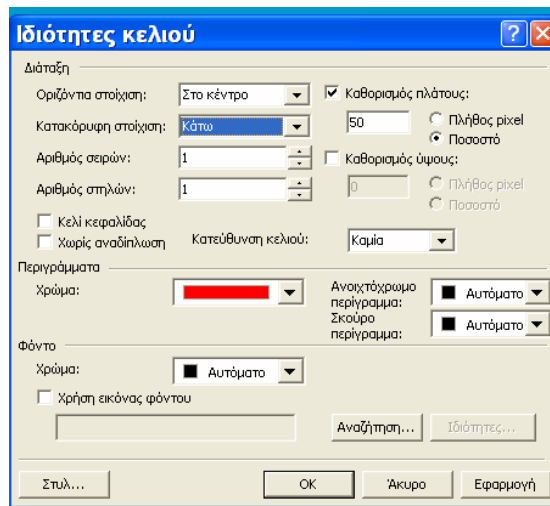 Ιδιότητες κελιού
Διάταξη
Οριζόντια στοίχιση: Στο κέντρο
Καθορισμός πλάτους:
Κατακόρυφη στοίχιση: Κάτω
50
Πλήθος pixel
Ποσοστό
Αριθμός σειρών: 1
Καθορισμός ύψους:
Αριθμός στηλών: 1
0
Πλήθος pixel
Ποσοστό
Κελί κεφαλίδας
Χωρίς αναδίπλωση
Κατεύθυνση κελιού: Καμία
Περιγράμματα
Χρώμα:
Ανοιχτόχρωμο
περίγραμμα:
Αυτόματο
Σκούρο
περίγραμμα:
Αυτόματο
Φόντο
Χρώμα: Αυτόματο
Χρήση εικόνας φόντου
Αναζήτηση... Ιδιότητες...
Στυλ... OK Άκυρο Εφαρμογή